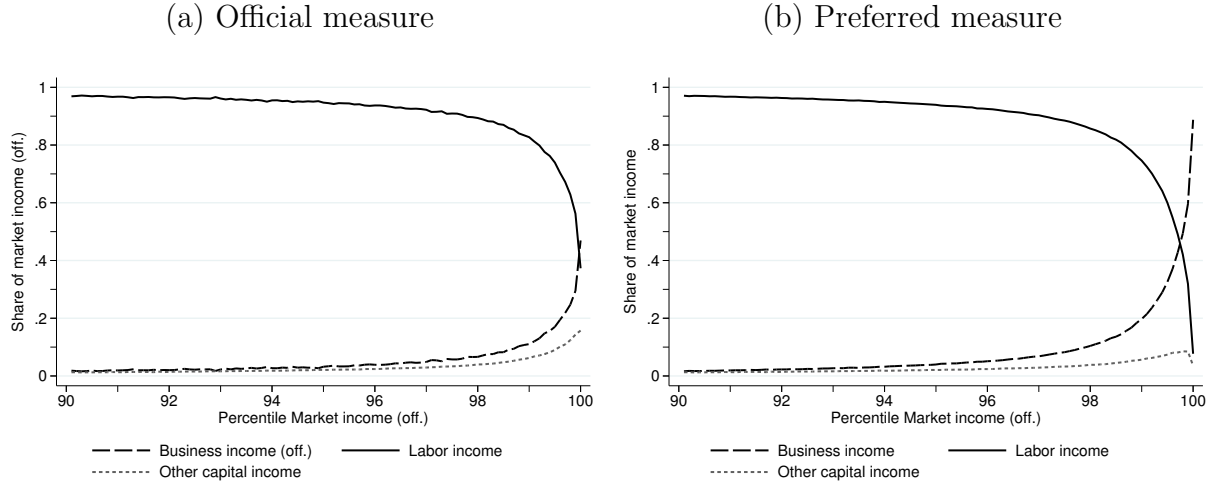 (a) Official measure
(b) Preferred measure
Share of market income (off.)
1
.8
.6
.4
.2
0
90 92 94 96 98 100
Percentile Market income (off.)
Business income (off.) Labor income
Other capital income
Share of market income
1
.8
.6
.4
.2
0
90 92 94 96 98 100
Percentile Market income (off.)
Business income Labor income
Other capital income